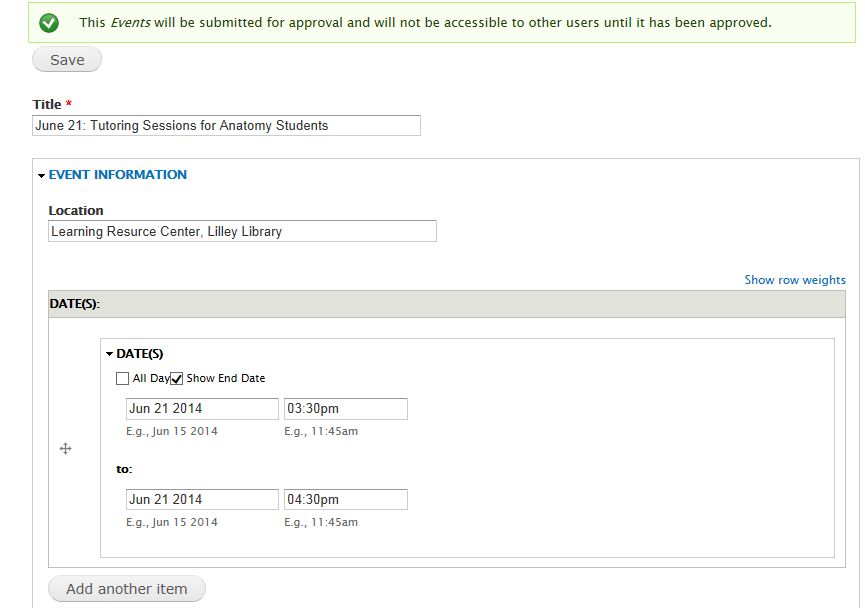 This Events will be submitted for approval and will not be accessible to other users until it has been approved.
Save
Title *
June 21: Tutoring Sessions for Anatomy Students
EVENT INFORMATION
Location
Learning Resurce Center, Lilley Library
Show row weights
DATE(S):
DATE(S)
All Day Show End Date
Jun 21 2014 03:30pm
E.g., Jun 15 2014 E.g., 11:45am
to:
Jun 21 2014 04:30pm
E.g., Jun 15 2014 E.g., 11:45am
Add another item